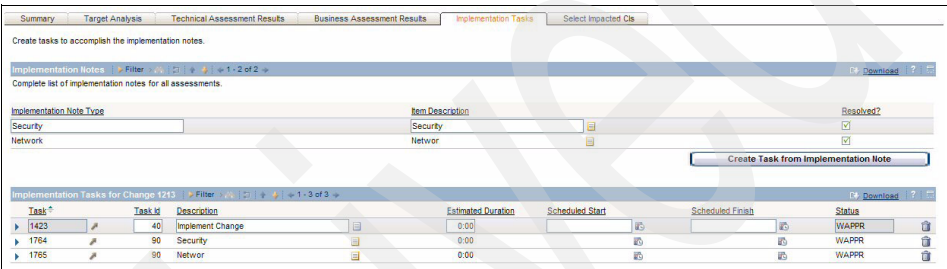 Summary Target Analysis Technical Assessment Results Business Assessment Results Implementation Tasks Select Impacted CIs
Create tasks to accomplish the implementation notes.
Implementation Notes Filter 1 - 2 of 2 Download ?
Complete list of implementation notes for all assessments.
Implementation Note Type Item Description Resolved?
Security Security
Network Networ
Create Task from Implementation Note
Implementation Tasks for Change 1213 Filter 1 - 3 of 3 Download ?
Task Task Id Description Estimated Duration Scheduled Start Scheduled Finish Status
1423 40 Implement Change 0:00 WAPPR
1764 90 Security 0:00 WAPPR
1765 90 Networ 0:00 WAPPR